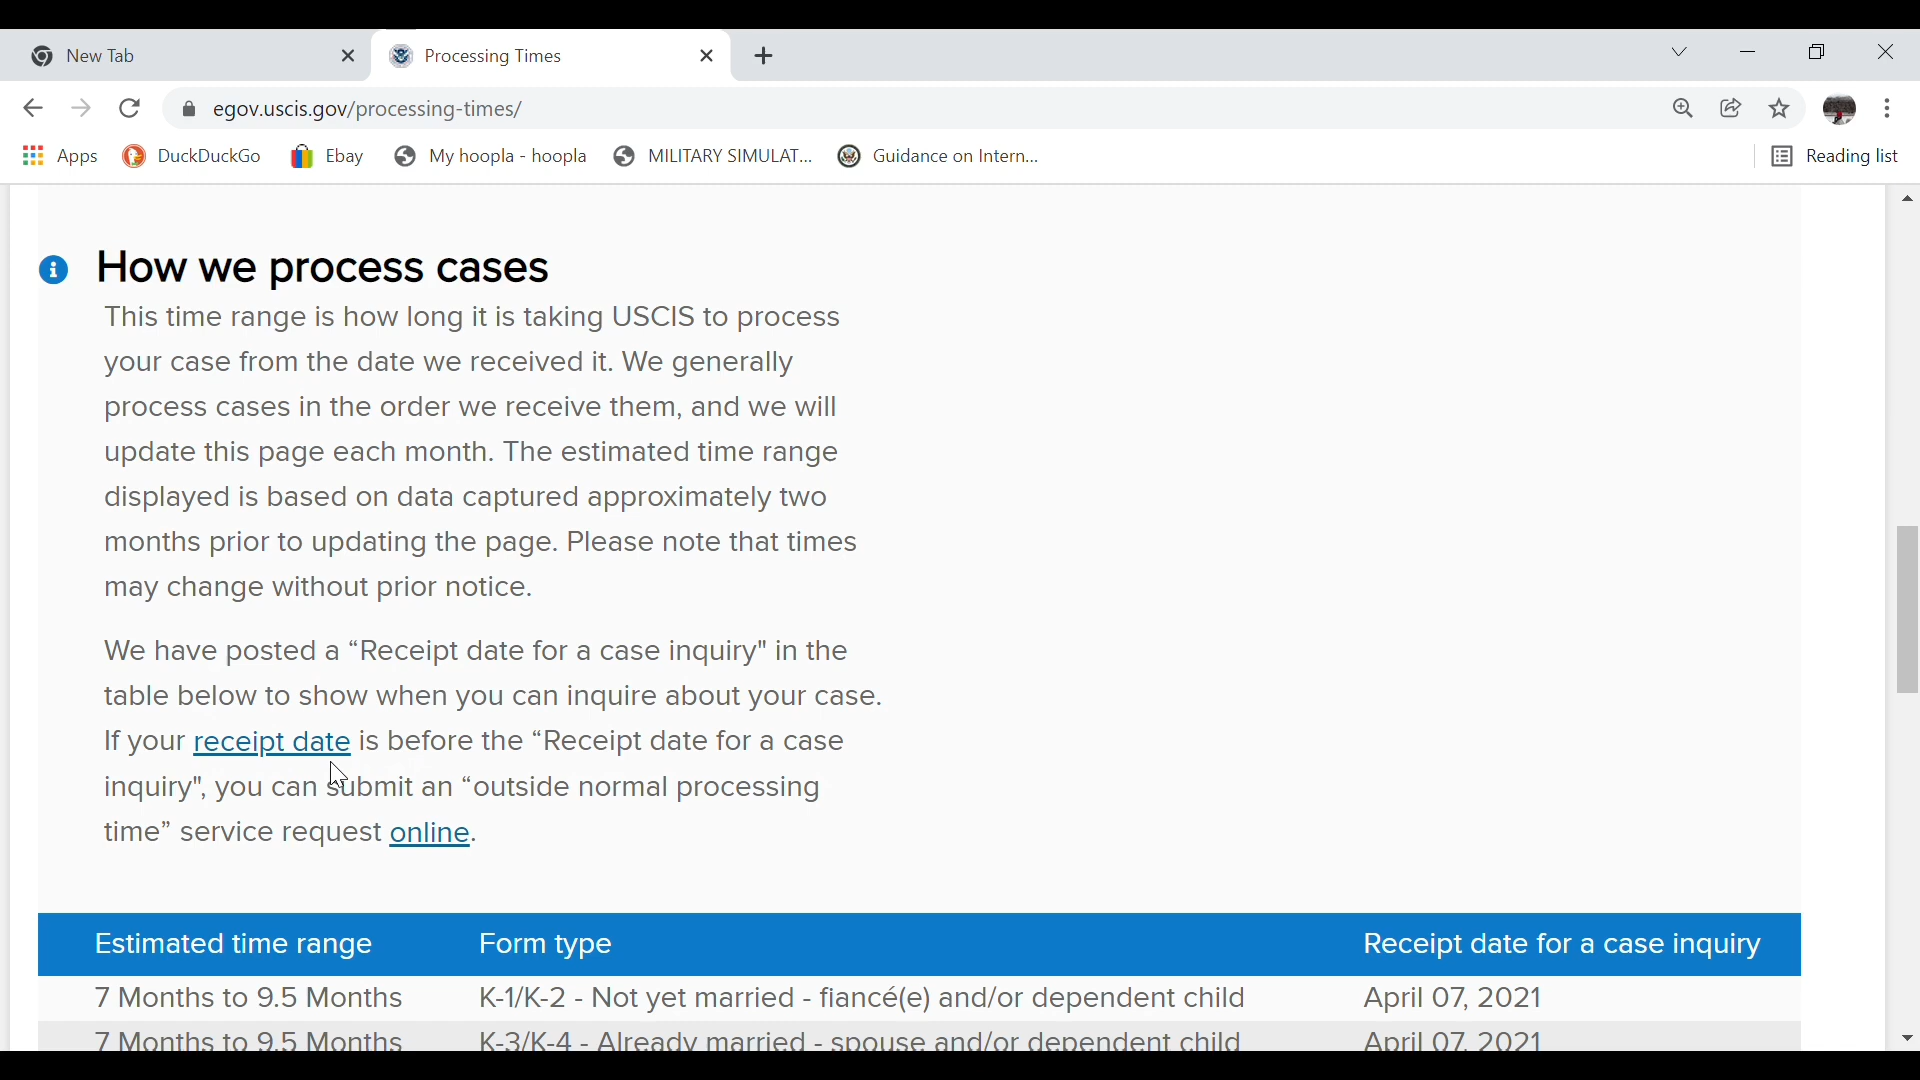 New Tab
Processing Times
egov.uscis.gov/processing-times/
Apps DuckDuckGo Ebay My hoopla - hoopla MILITARY SIMULAT... Guidance on Intern... Reading list
How we process cases
This time range is how long it is taking USCIS to process
your case from the date we received it. We generally
process cases in the order we receive them, and we will
update this page each month. The estimated time range
displayed is based on data captured approximately two
months prior to updating the page. Please note that times
may change without prior notice.
We have posted a “Receipt date for a case inquiry" in the
table below to show when you can inquire about your case.
If your receipt date is before the “Receipt date for a case
inquiry", you can submit an “outside normal processing
time” service request online.
Estimated time range Form type Receipt date for a case inquiry
7 Months to 9.5 Months K-1/K-2 - Not yet married - fiancé(e) and/or dependent child April 07, 2021
7 Months to 9.5 Months K-3/K-4 - Already married - spouse and/or dependent child April 07, 2021